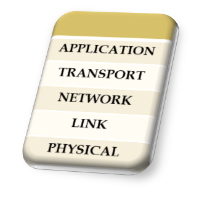 APPLICATION
TRANSPORT
NETWORK
LINK
PHYSICAL